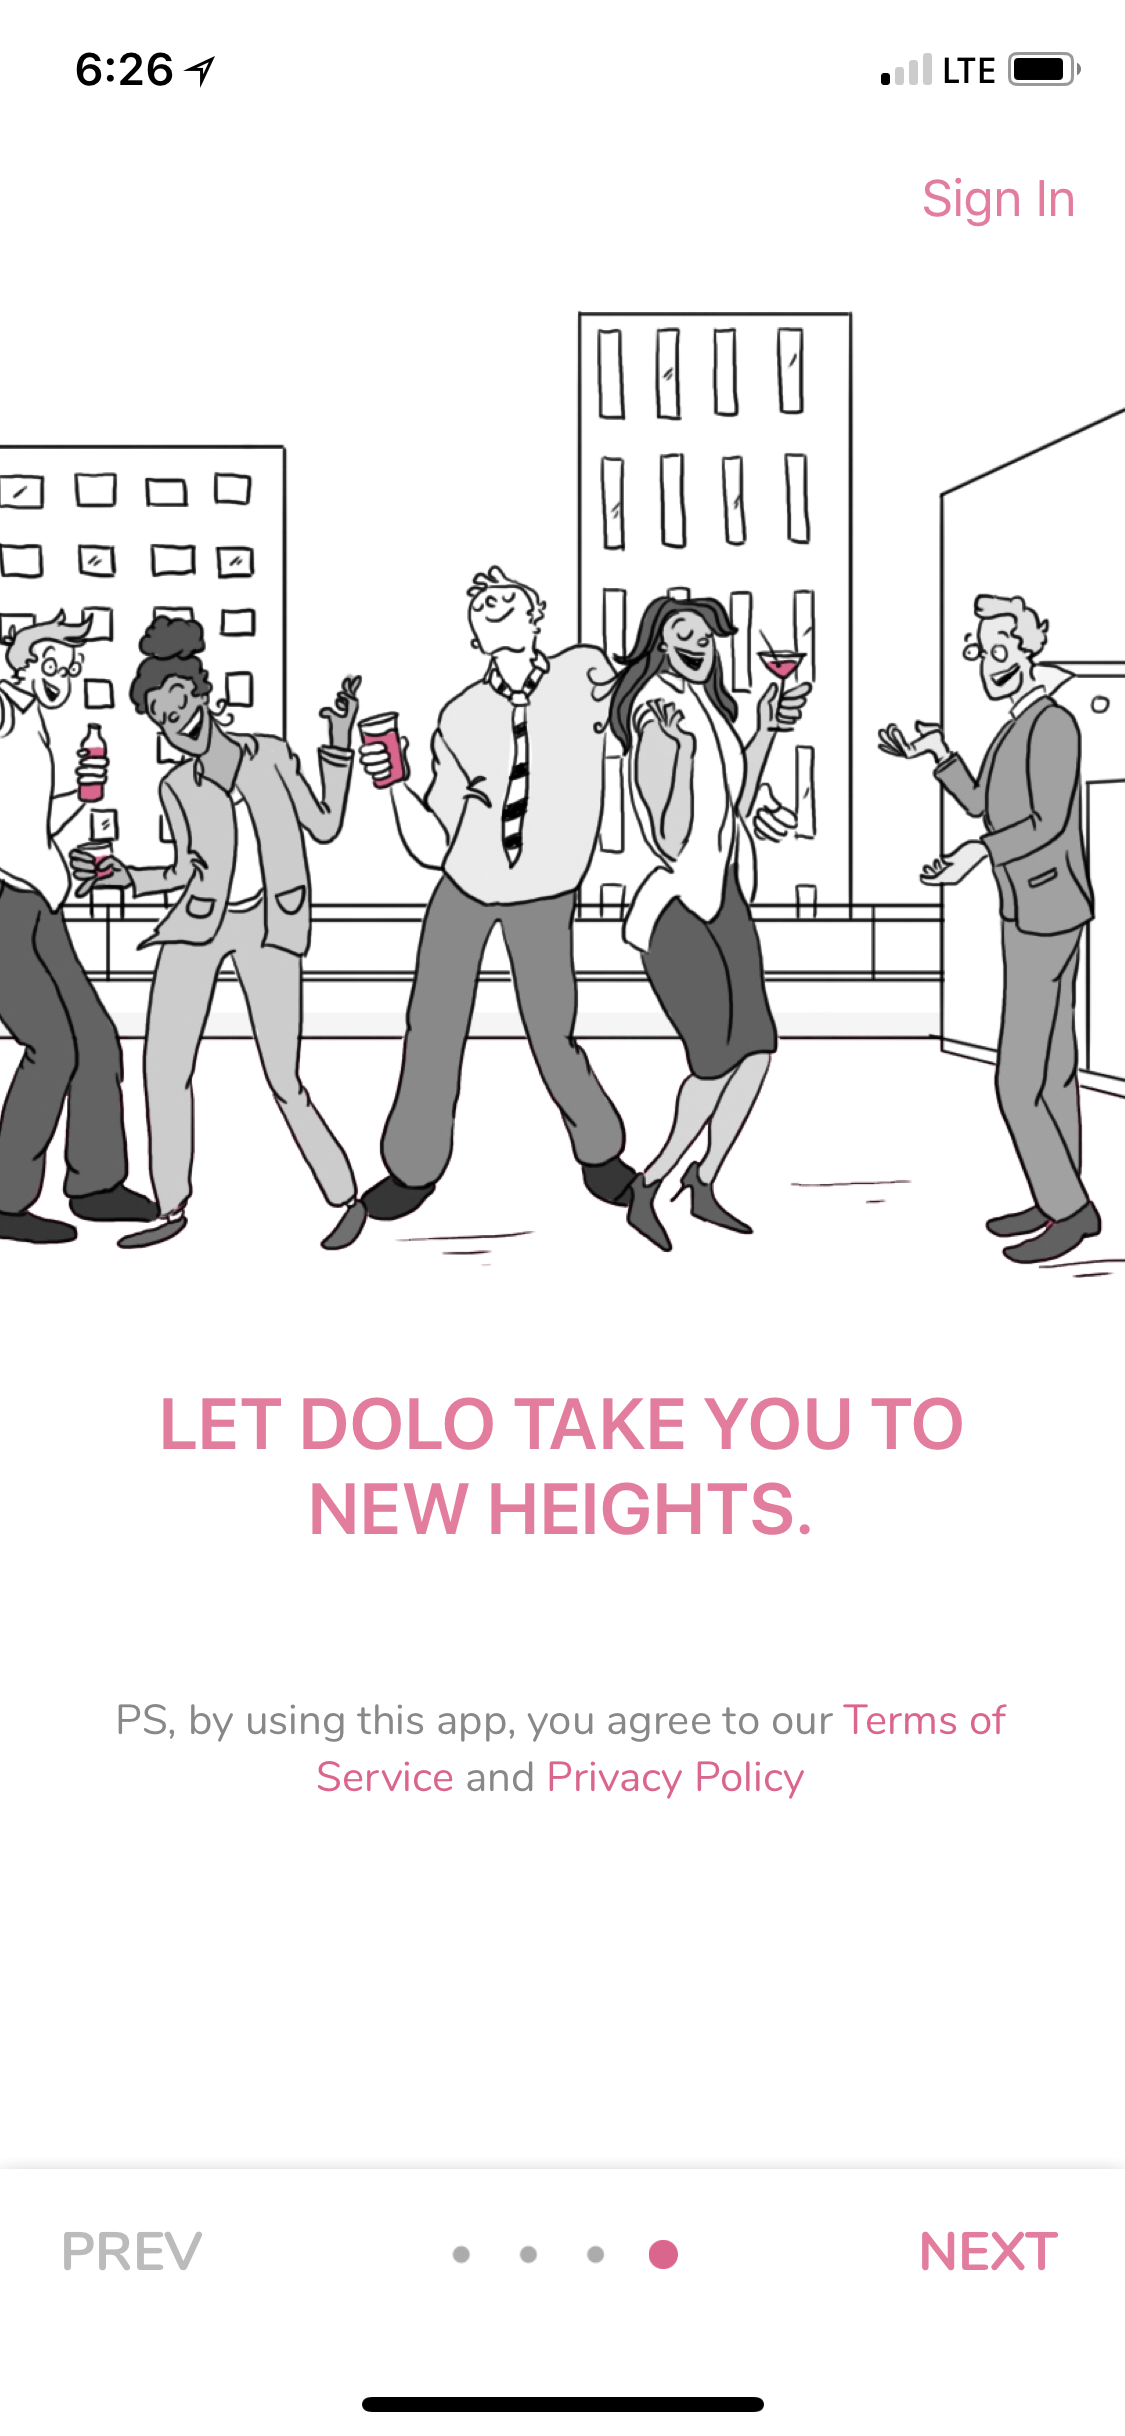 6:26
LTE
Sign In
LET DOLO TAKE YOU TO
NEW HEIGHTS.
PS, by using this app, you agree to our Terms of
Service and Privacy Policy
PREV
NEXT